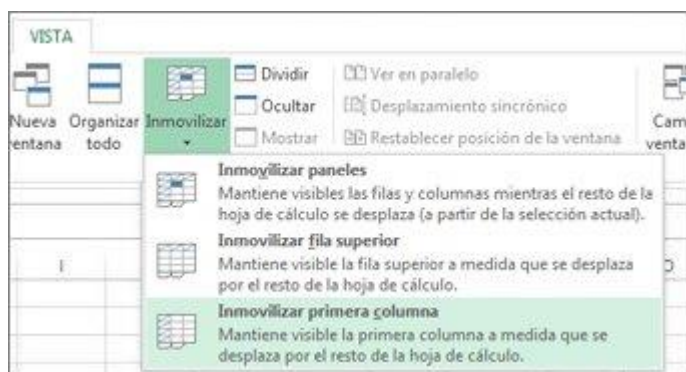 VISTA
Nueva ventana
Organizar todo
Inmovilizar
Dividir
Ocultar
Mostrar
Ver en paralelo
Desplazamiento sincrónico
Restablecer posición de la ventana
Cam
venta
Inmovilizar paneles
Mantiene visibles las filas y columnas mientras el resto de la
hoja de cálculo se desplaza (a partir de la selección actual).
Inmovilizar fila superior
Mantiene visible la fila superior a medida que se desplaza
por el resto de la hoja de cálculo.
Inmovilizar primera columna
Mantiene visible la primera columna a medida que se
desplaza por el resto de la hoja de cálculo.
I